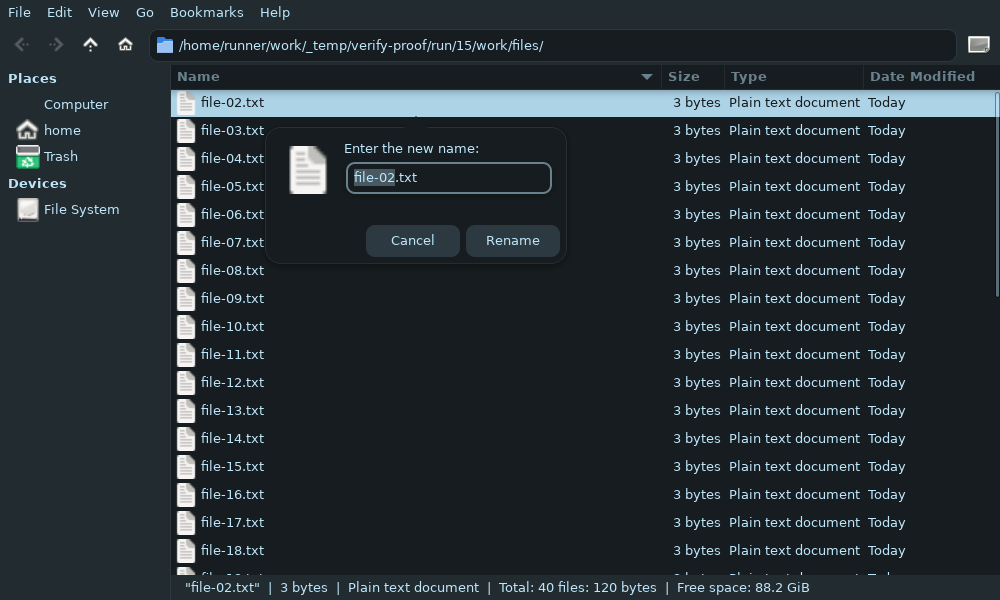 File Edit View Go Bookmarks Help
/home/runner/work/_temp/verify-proof/run/15/work/files/
Places
Computer
home
Trash
Devices
File System
Name Size Type Date Modified
file-02.txt 3 bytes Plain text document Today
file-03.txt 3 bytes Plain text document Today
file-04.txt 3 bytes Plain text document Today
file-05.txt 3 bytes Plain text document Today
file-06.txt 3 bytes Plain text document Today
file-07.txt 3 bytes Plain text document Today
file-08.txt 3 bytes Plain text document Today
file-09.txt 3 bytes Plain text document Today
file-10.txt 3 bytes Plain text document Today
file-11.txt 3 bytes Plain text document Today
file-12.txt 3 bytes Plain text document Today
file-13.txt 3 bytes Plain text document Today
file-14.txt 3 bytes Plain text document Today
file-15.txt 3 bytes Plain text document Today
file-16.txt 3 bytes Plain text document Today
file-17.txt 3 bytes Plain text document Today
file-18.txt 3 bytes Plain text document Today
Enter the new name:
file-02.txt
Cancel Rename
"file-02.txt" | 3 bytes | Plain text document | Total: 40 files: 120 bytes | Free space: 88.2 GiB